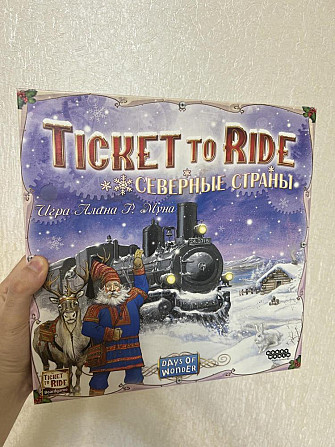 TICKET TO RIDE
СЕВЕРНЫЕ СТРАНЫ
Игра Алана Р. Муна
DAYS OF
WONDER
TICKET
TO RIDE